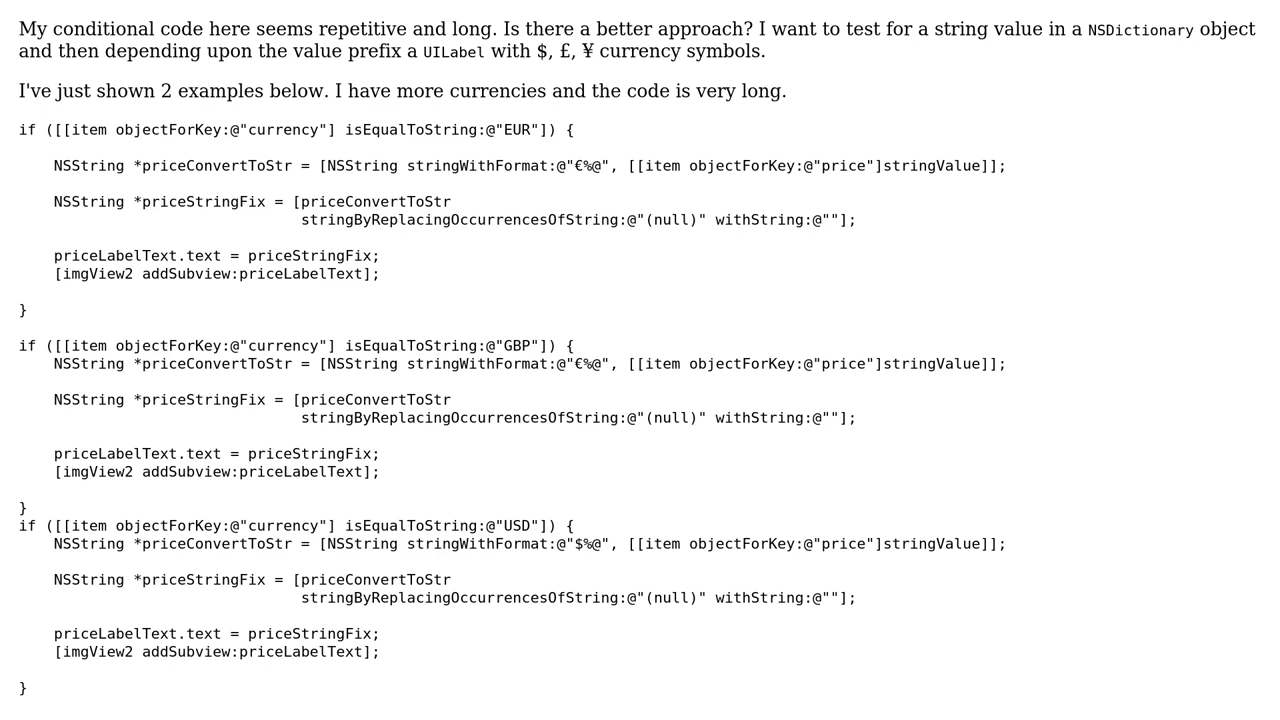 My conditional code here seems repetitive and long. Is there a better approach? I want to test for a string value in a NSDictionary object
and then depending upon the value prefix a UILabel with $, £, ¥ currency symbols.
I've just shown 2 examples below. I have more currencies and the code is very long.
if ([[item objectForKey:@"currency"] isEqualToString:@"EUR"]) {
    NSString *priceConvertToStr = [NSString stringWithFormat:@"€%@", [[item objectForKey:@"price"]stringValue]];
    NSString *priceStringFix = [priceConvertToStr
                                stringByReplacingOccurrencesOfString:@"(null)" withString:@""];
    priceLabelText.text = priceStringFix;
    [imgView2 addSubview:priceLabelText];
}
if ([[item objectForKey:@"currency"] isEqualToString:@"GBP"]) {
    NSString *priceConvertToStr = [NSString stringWithFormat:@"€%@", [[item objectForKey:@"price"]stringValue]];
    NSString *priceStringFix = [priceConvertToStr
                                stringByReplacingOccurrencesOfString:@"(null)" withString:@""];
    priceLabelText.text = priceStringFix;
    [imgView2 addSubview:priceLabelText];
}
if ([[item objectForKey:@"currency"] isEqualToString:@"USD"]) {
    NSString *priceConvertToStr = [NSString stringWithFormat:@"$%@", [[item objectForKey:@"price"]stringValue]];
    NSString *priceStringFix = [priceConvertToStr
                                stringByReplacingOccurrencesOfString:@"(null)" withString:@""];
    priceLabelText.text = priceStringFix;
    [imgView2 addSubview:priceLabelText];
}